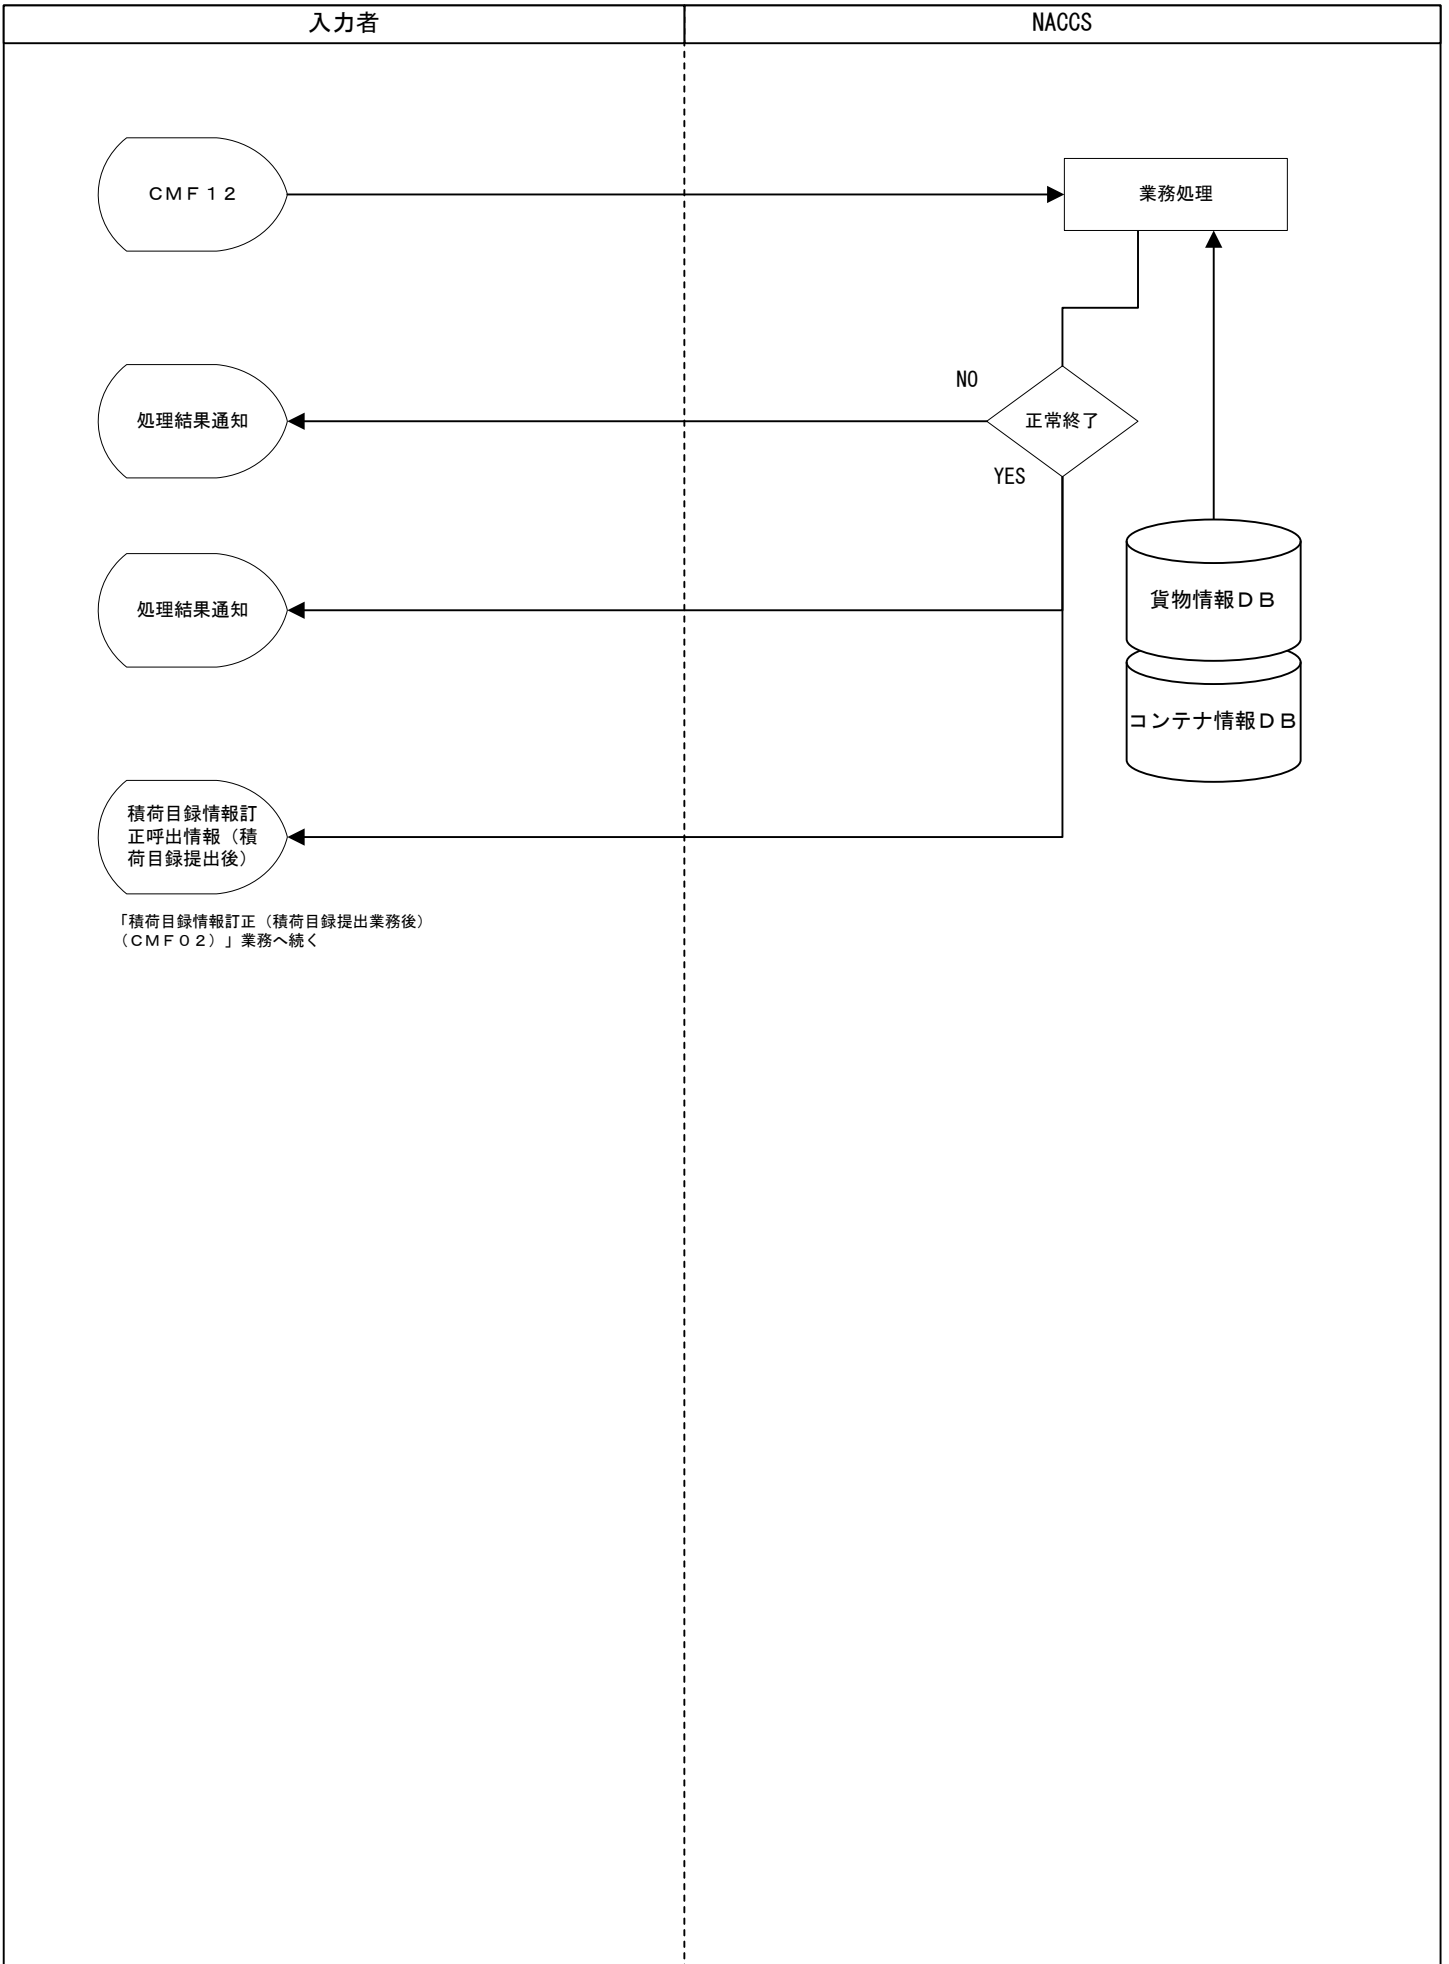 入力者
NACCS
ＣＭＦ１２
業務処理
NO
処理結果通知
正常終了
YES
処理結果通知
貨物情報ＤＢ
コンテナ情報ＤＢ
積荷目録情報訂
正呼出情報（積
荷目録提出後）
「積荷目録情報訂正（積荷目録提出業務後）
（ＣＭＦ０２）」業務へ続く